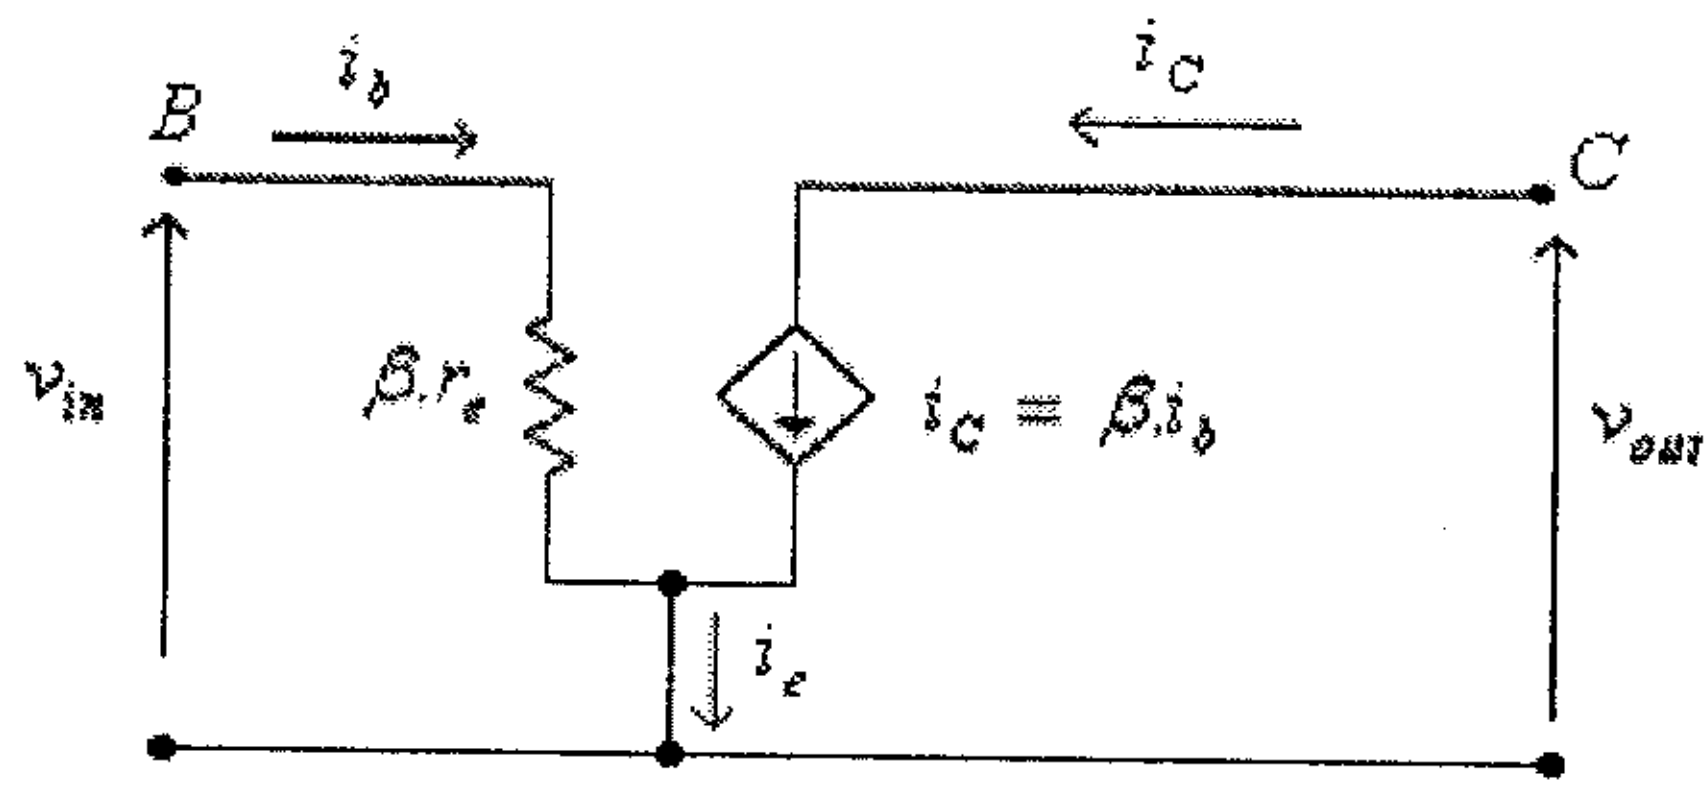 i_b
i_C
B
C
v_in
β.r_e
i_C ≡ β.i_b
v_out
i_e